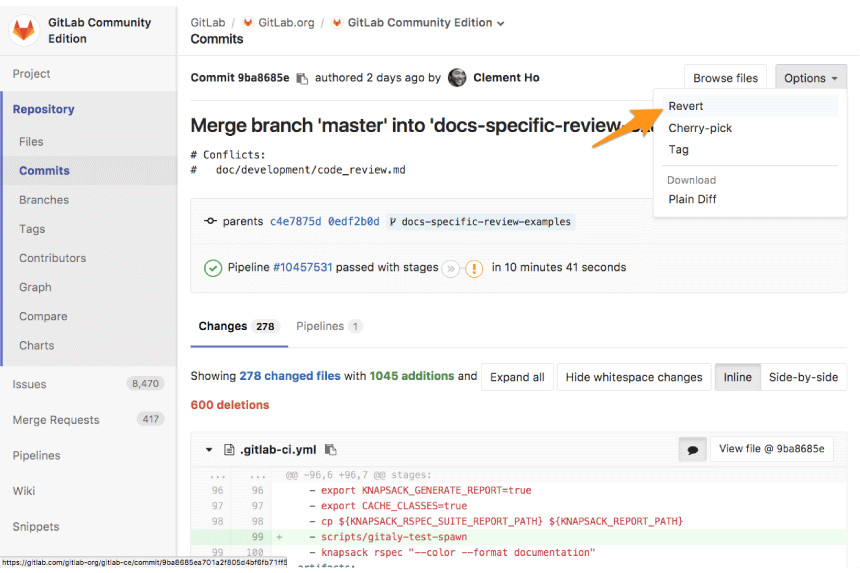 GitLab Community
Edition
Project
Repository
Files
Commits
Branches
Tags
Contributors
Graph
Compare
Charts
Issues 8,470
Merge Requests 417
Pipelines
Wiki
Snippets
GitLab / GitLab.org / GitLab Community Edition
Commits
Commit 9ba8685e authored 2 days ago by Clement Ho
Browse files Options
Revert
Cherry-pick
Tag
Download
Plain Diff
Merge branch 'master' into 'docs-specific-review-
# Conflicts:
# doc/development/code_review.md
parents c4e7875d 0edf2b0d docs-specific-review-examples
Pipeline #10457531 passed with stages in 10 minutes 41 seconds
Changes 278 Pipelines 1
Showing 278 changed files with 1045 additions and
600 deletions
Expand all Hide whitespace changes Inline Side-by-side
.gitlab-ci.yml View file @ 9ba8685e
... ... @@ -96,6 +96,7 @@ stages:
96 96 - export KNAPSACK_GENERATE_REPORT=true
97 97 - export CACHE_CLASSES=true
98 98 - cp ${KNAPSACK_RSPEC_SUITE_REPORT_PATH} ${KNAPSACK_REPORT_PATH}
99 + - scripts/gitaly-test-spawn
99 100 - knapsack rspec "--color --format documentation"
artifacts:
https://gitlab.com/gitlab-org/gitlab-ce/commit/9ba8685ea701a2f805d4bf6fb71ff5